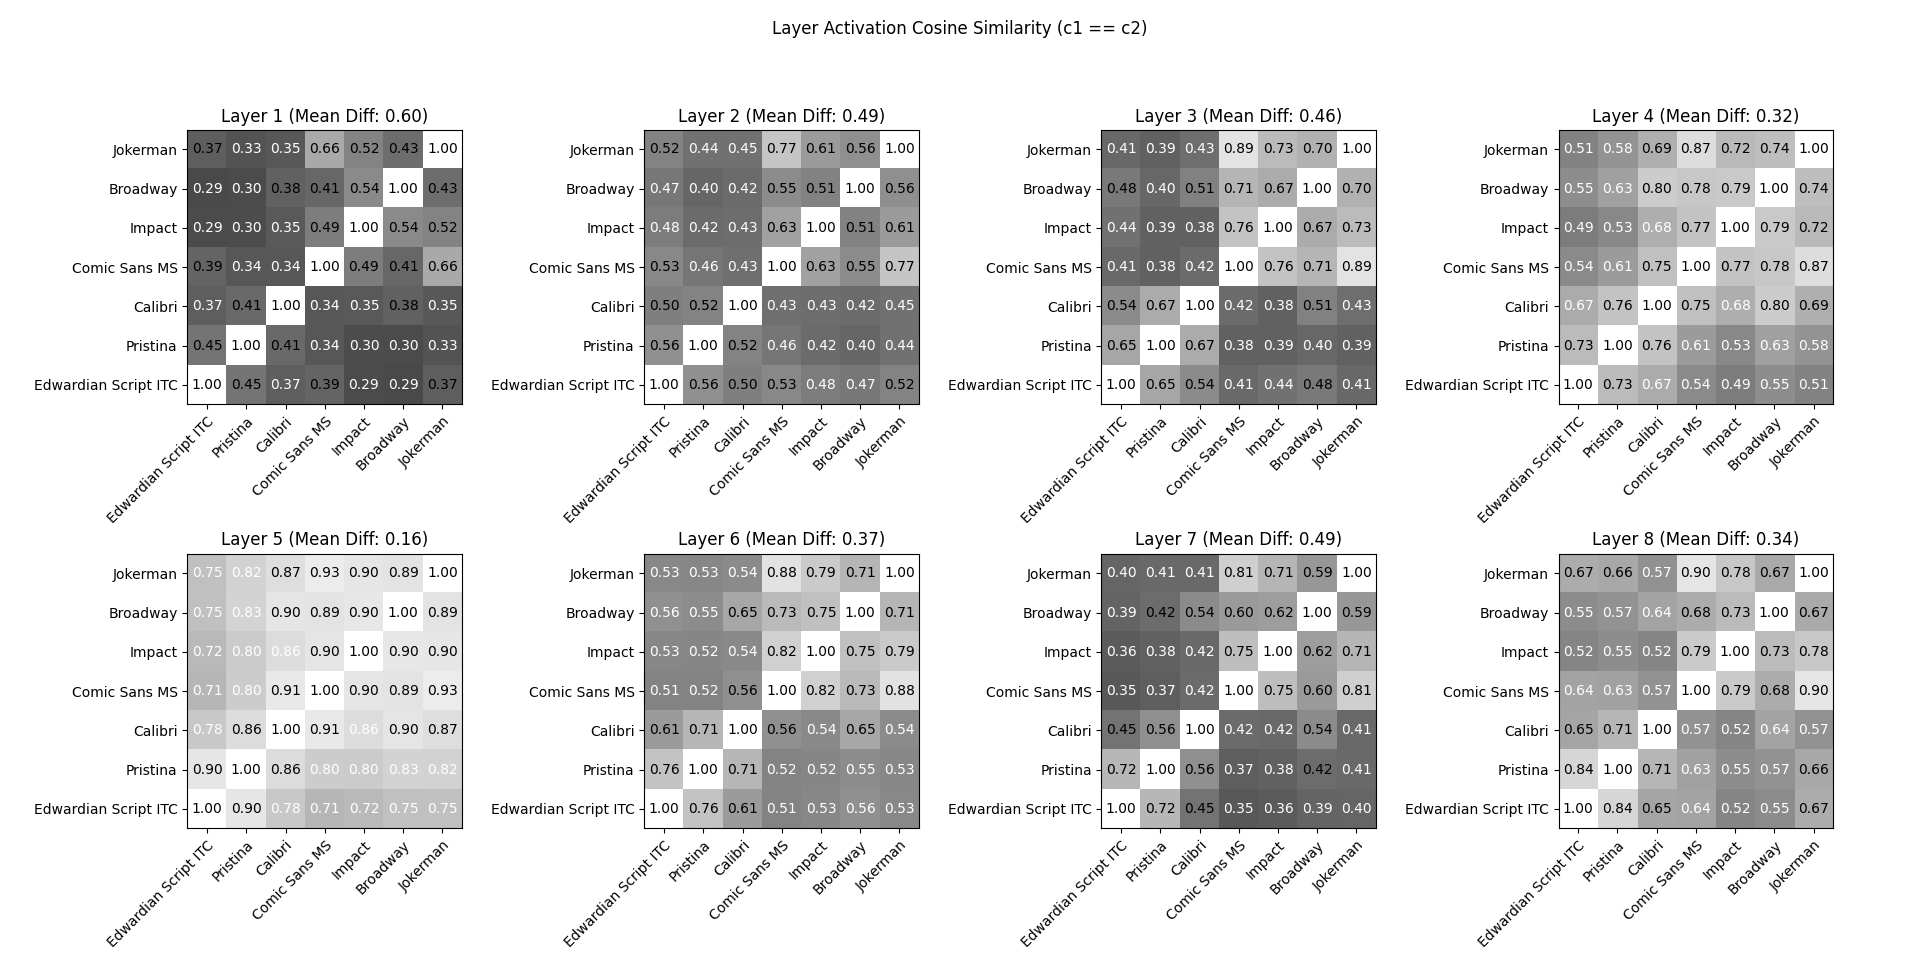 Layer Activation Cosine Similarity (c1 == c2)
Layer 1 (Mean Diff: 0.60)
Jokerman 0.37 0.33 0.35 0.66 0.52 0.43 1.00
Broadway 0.29 0.30 0.38 0.41 0.54 1.00 0.43
Impact 0.29 0.30 0.35 0.49 1.00 0.54 0.52
Comic Sans MS 0.39 0.34 0.34 1.00 0.49 0.41 0.66
Calibri 0.37 0.41 1.00 0.34 0.35 0.38 0.35
Pristina 0.45 1.00 0.41 0.34 0.30 0.30 0.33
Edwardian Script ITC 1.00 0.45 0.37 0.39 0.29 0.29 0.37
Edwardian Script ITC Pristina Calibri Comic Sans MS Impact Broadway Jokerman
Layer 2 (Mean Diff: 0.49)
Jokerman 0.52 0.44 0.45 0.77 0.61 0.56 1.00
Broadway 0.47 0.40 0.42 0.55 0.51 1.00 0.56
Impact 0.48 0.42 0.43 0.63 1.00 0.51 0.61
Comic Sans MS 0.53 0.46 0.43 1.00 0.63 0.55 0.77
Calibri 0.50 0.52 1.00 0.43 0.43 0.42 0.45
Pristina 0.56 1.00 0.52 0.46 0.42 0.40 0.44
Edwardian Script ITC 1.00 0.56 0.50 0.53 0.48 0.47 0.52
Edwardian Script ITC Pristina Calibri Comic Sans MS Impact Broadway Jokerman
Layer 3 (Mean Diff: 0.46)
Jokerman 0.41 0.39 0.43 0.89 0.73 0.70 1.00
Broadway 0.48 0.40 0.51 0.71 0.67 1.00 0.70
Impact 0.44 0.39 0.38 0.76 1.00 0.67 0.73
Comic Sans MS 0.41 0.38 0.42 1.00 0.76 0.71 0.89
Calibri 0.54 0.67 1.00 0.42 0.38 0.51 0.43
Pristina 0.65 1.00 0.67 0.38 0.39 0.40 0.39
Edwardian Script ITC 1.00 0.65 0.54 0.41 0.44 0.48 0.41
Edwardian Script ITC Pristina Calibri Comic Sans MS Impact Broadway Jokerman
Layer 4 (Mean Diff: 0.32)
Jokerman 0.51 0.58 0.69 0.87 0.72 0.74 1.00
Broadway 0.55 0.63 0.80 0.78 0.79 1.00 0.74
Impact 0.49 0.53 0.68 0.77 1.00 0.79 0.72
Comic Sans MS 0.54 0.61 0.75 1.00 0.77 0.78 0.87
Calibri 0.67 0.76 1.00 0.75 0.68 0.80 0.69
Pristina 0.73 1.00 0.76 0.61 0.53 0.63 0.58
Edwardian Script ITC 1.00 0.73 0.67 0.54 0.49 0.55 0.51
Edwardian Script ITC Pristina Calibri Comic Sans MS Impact Broadway Jokerman
Layer 5 (Mean Diff: 0.16)
Jokerman 0.75 0.82 0.87 0.93 0.90 0.89 1.00
Broadway 0.75 0.83 0.90 0.89 0.90 1.00 0.89
Impact 0.72 0.80 0.86 0.90 1.00 0.90 0.90
Comic Sans MS 0.71 0.80 0.91 1.00 0.90 0.89 0.93
Calibri 0.78 0.86 1.00 0.91 0.86 0.90 0.87
Pristina 0.90 1.00 0.86 0.80 0.80 0.83 0.82
Edwardian Script ITC 1.00 0.90 0.78 0.71 0.72 0.75 0.75
Edwardian Script ITC Pristina Calibri Comic Sans MS Impact Broadway Jokerman
Layer 6 (Mean Diff: 0.37)
Jokerman 0.53 0.53 0.54 0.88 0.79 0.71 1.00
Broadway 0.56 0.55 0.65 0.73 0.75 1.00 0.71
Impact 0.53 0.52 0.54 0.82 1.00 0.75 0.79
Comic Sans MS 0.51 0.52 0.56 1.00 0.82 0.73 0.88
Calibri 0.61 0.71 1.00 0.56 0.54 0.65 0.54
Pristina 0.76 1.00 0.71 0.52 0.52 0.55 0.53
Edwardian Script ITC 1.00 0.76 0.61 0.51 0.53 0.56 0.53
Edwardian Script ITC Pristina Calibri Comic Sans MS Impact Broadway Jokerman
Layer 7 (Mean Diff: 0.49)
Jokerman 0.40 0.41 0.41 0.81 0.71 0.59 1.00
Broadway 0.39 0.42 0.54 0.60 0.62 1.00 0.59
Impact 0.36 0.38 0.42 0.75 1.00 0.62 0.71
Comic Sans MS 0.35 0.37 0.42 1.00 0.75 0.60 0.81
Calibri 0.45 0.56 1.00 0.42 0.42 0.54 0.41
Pristina 0.72 1.00 0.56 0.37 0.38 0.42 0.41
Edwardian Script ITC 1.00 0.72 0.45 0.35 0.36 0.39 0.40
Edwardian Script ITC Pristina Calibri Comic Sans MS Impact Broadway Jokerman
Layer 8 (Mean Diff: 0.34)
Jokerman 0.67 0.66 0.57 0.90 0.78 0.67 1.00
Broadway 0.55 0.57 0.64 0.68 0.73 1.00 0.67
Impact 0.52 0.55 0.52 0.79 1.00 0.73 0.78
Comic Sans MS 0.64 0.63 0.57 1.00 0.79 0.68 0.90
Calibri 0.65 0.71 1.00 0.57 0.52 0.64 0.57
Pristina 0.84 1.00 0.71 0.63 0.55 0.57 0.66
Edwardian Script ITC 1.00 0.84 0.65 0.64 0.52 0.55 0.67
Edwardian Script ITC Pristina Calibri Comic Sans MS Impact Broadway Jokerman